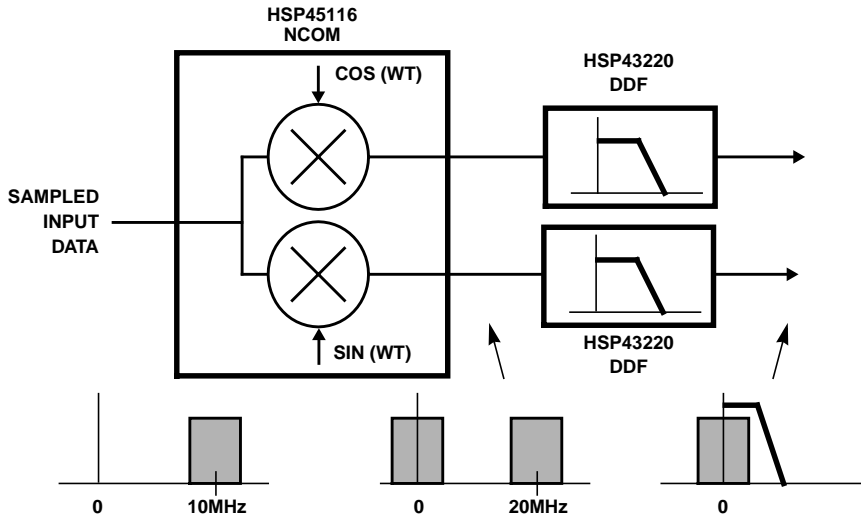 HSP45116
NCOM
COS (WT)
HSP43220
DDF
SAMPLED
INPUT
DATA
SIN (WT)
HSP43220
DDF
0
10MHz
0
20MHz
0